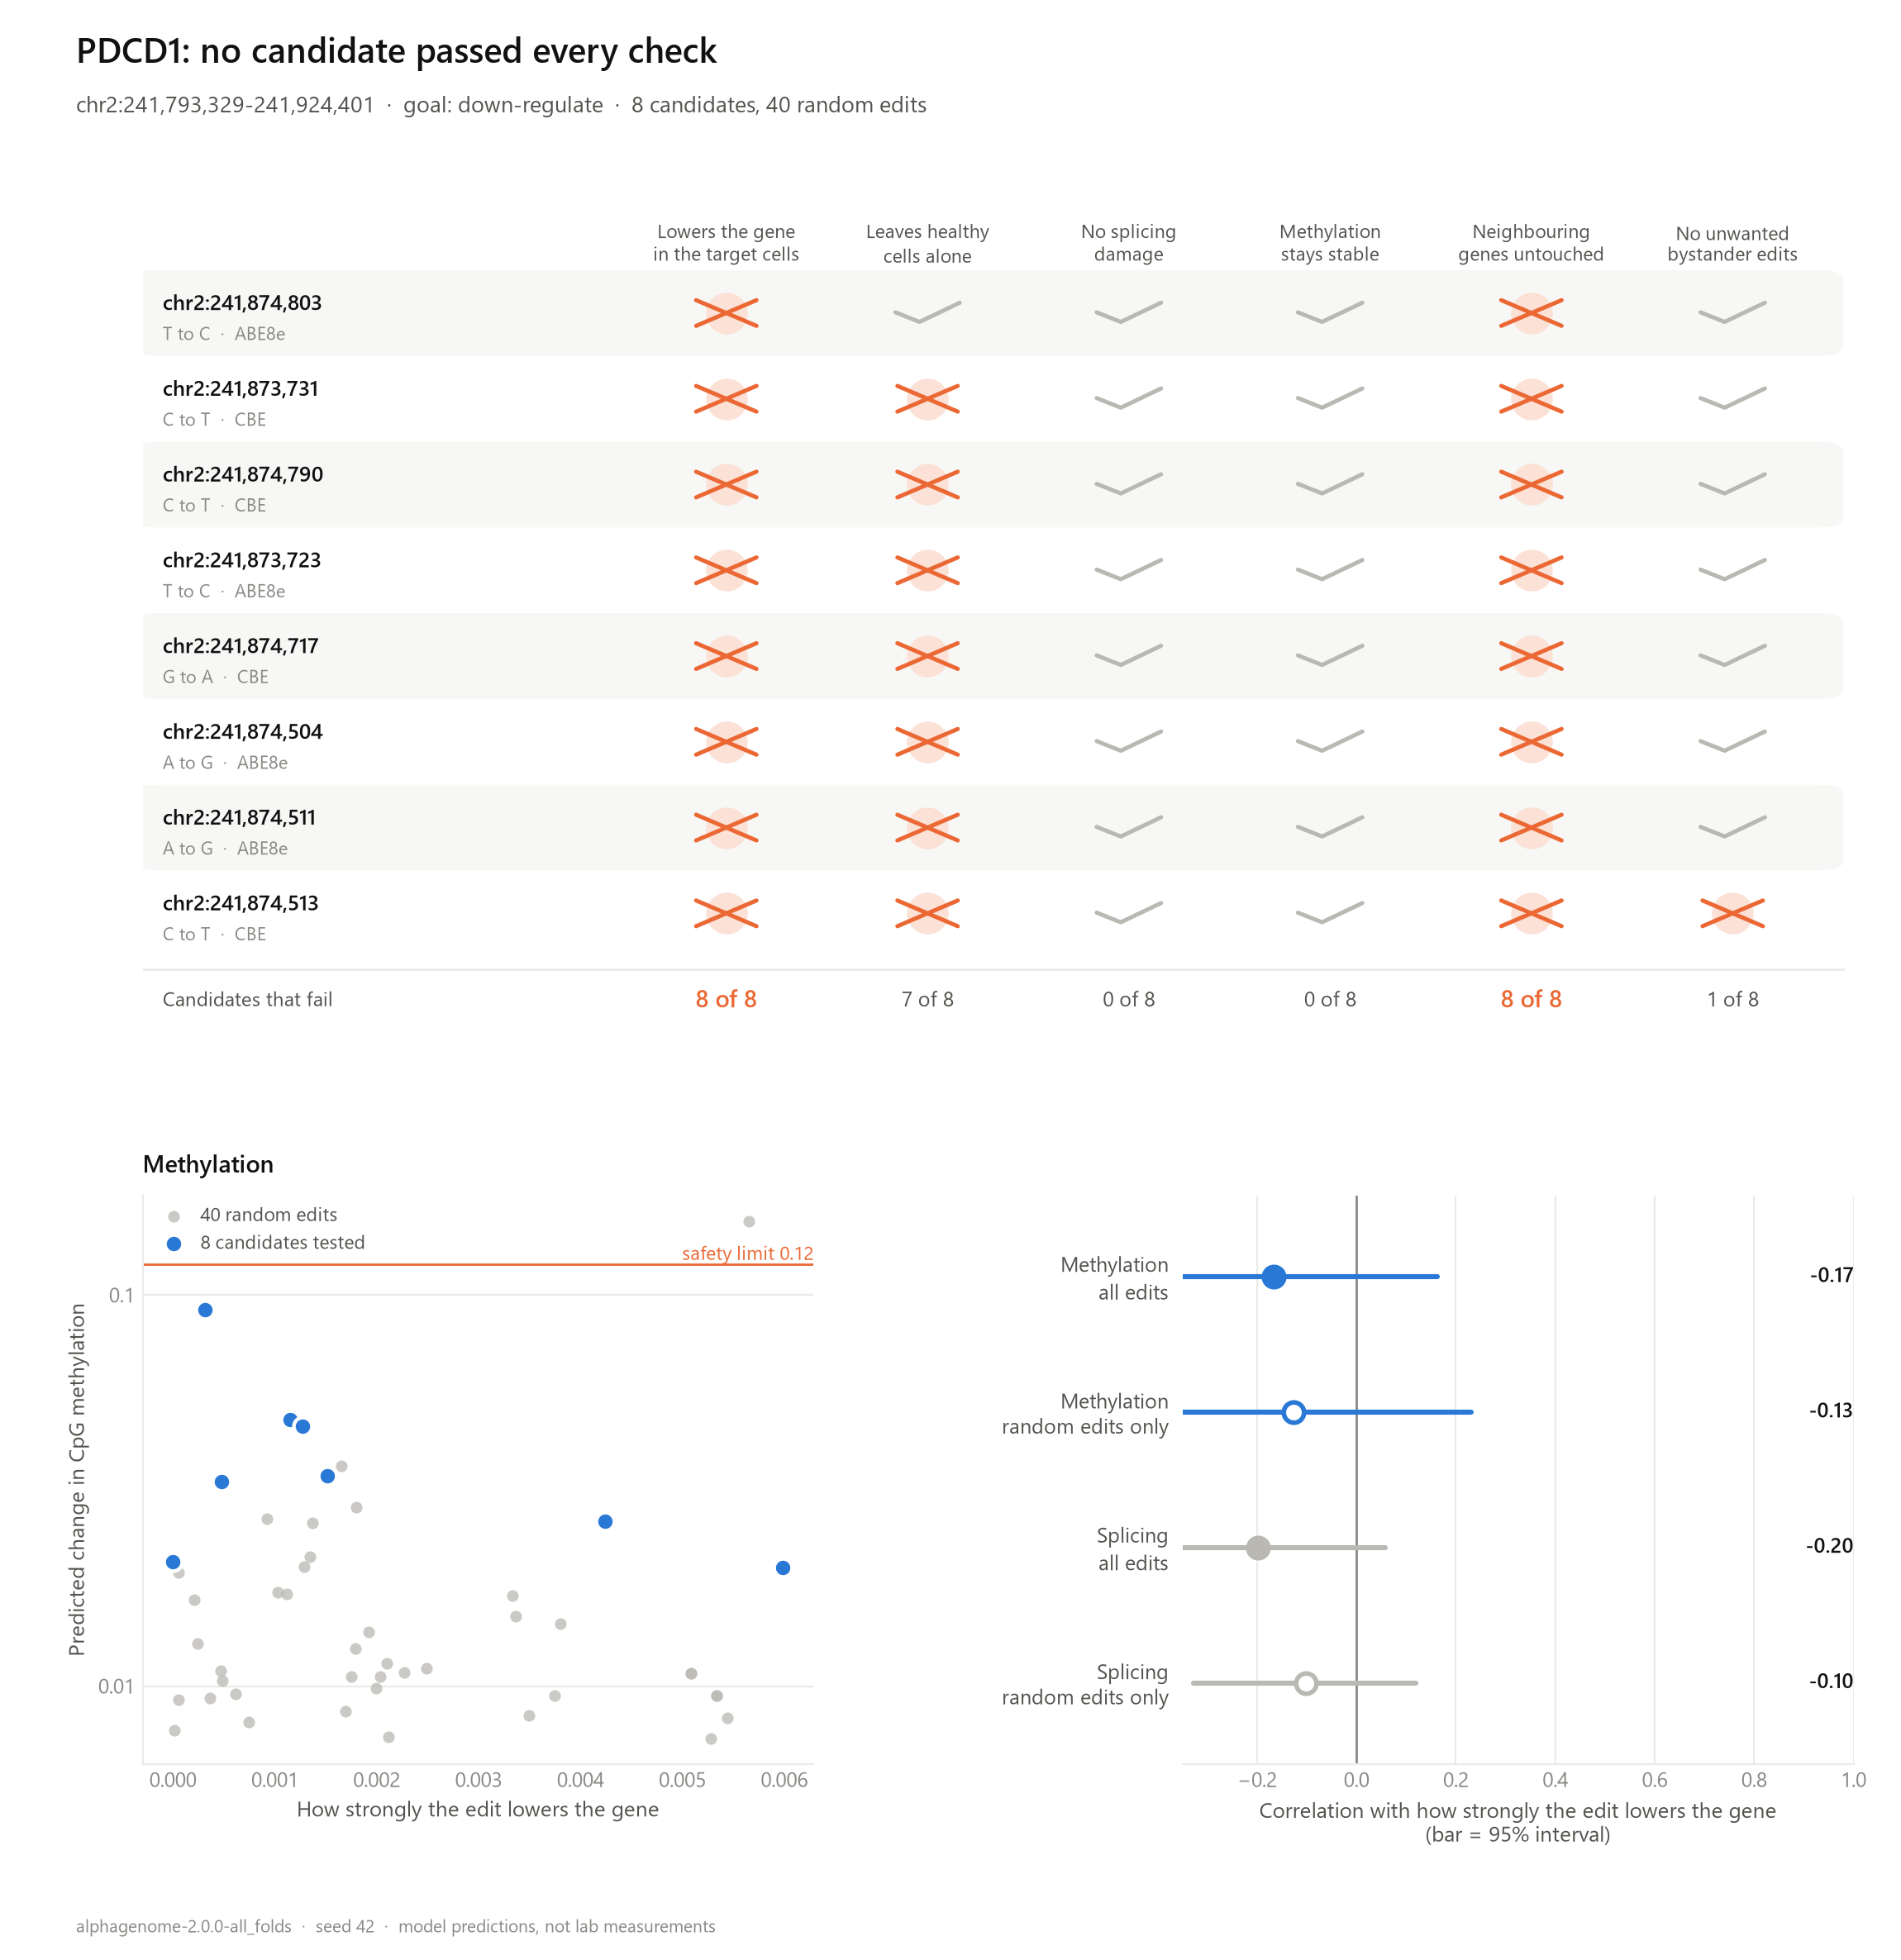 PDCD1: no candidate passed every check
chr2:241,793,329-241,924,401 · goal: down-regulate · 8 candidates, 40 random edits
Lowers the gene
in the target cells
Leaves healthy
cells alone
No splicing
damage
Methylation
stays stable
Neighbouring
genes untouched
No unwanted
bystander edits
chr2:241,874,803
T to C · ABE8e
chr2:241,873,731
C to T · CBE
chr2:241,874,790
C to T · CBE
chr2:241,873,723
T to C · ABE8e
chr2:241,874,717
G to A · CBE
chr2:241,874,504
A to G · ABE8e
chr2:241,874,511
A to G · ABE8e
chr2:241,874,513
C to T · CBE
Candidates that fail 8 of 8 7 of 8 0 of 8 0 of 8 8 of 8 1 of 8
Methylation
40 random edits
8 candidates tested
safety limit 0.12
0.1
0.01
Predicted change in CpG methylation
0.000 0.001 0.002 0.003 0.004 0.005 0.006
How strongly the edit lowers the gene
Methylation
all edits
-0.17
Methylation
random edits only
-0.13
Splicing
all edits
-0.20
Splicing
random edits only
-0.10
−0.2 0.0 0.2 0.4 0.6 0.8 1.0
Correlation with how strongly the edit lowers the gene
(bar = 95% interval)
alphagenome-2.0.0-all_folds · seed 42 · model predictions, not lab measurements